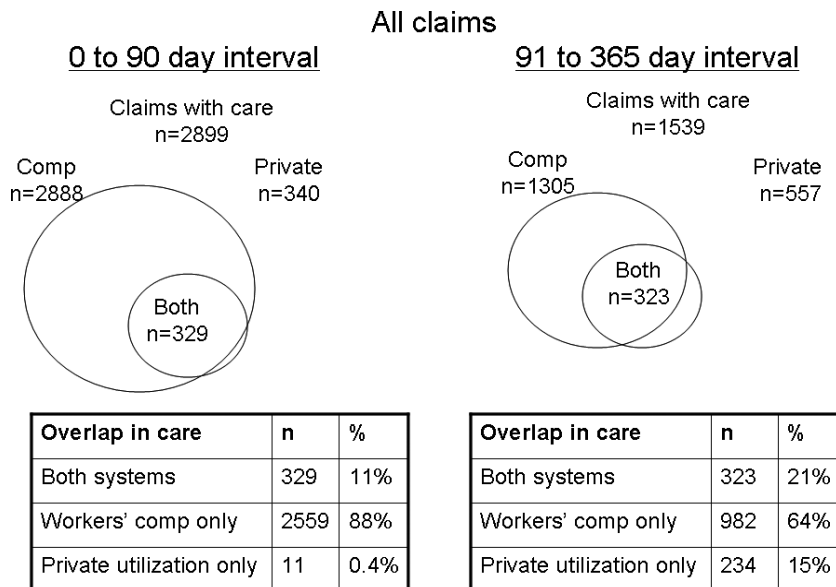 All claims
0 to 90 day interval
Claims with care
n=2899
Comp
n=2888
Private
n=340
Both
n=329
Overlap in care n %
Both systems 329 11%
Workers' comp only 2559 88%
Private utilization only 11 0.4%
91 to 365 day interval
Claims with care
n=1539
Comp
n=1305
Private
n=557
Both
n=323
Overlap in care n %
Both systems 323 21%
Workers' comp only 982 64%
Private utilization only 234 15%